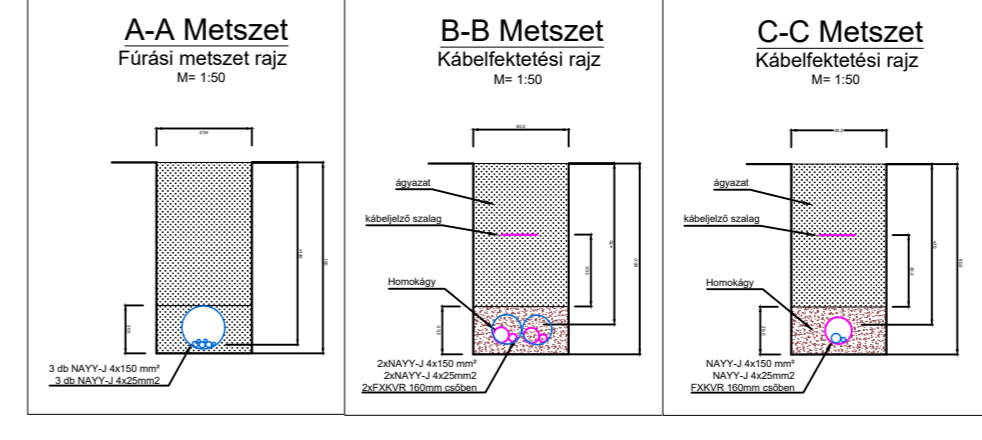 A-A Metszet
Fúrási metszet rajz
M= 1:50
3 db NAYY-J 4x150 mm²
3 db NAYY-J 4x25mm2
B-B Metszet
Kábelfektetési rajz
M= 1:50
ágyazat
kábeljelző szalag
Homokágy
2xNAYY-J 4x150 mm²
2xNAYY-J 4x25mm2
2xFXKVR 160mm csőben
C-C Metszet
Kábelfektetési rajz
M= 1:50
ágyazat
kábeljelző szalag
Homokágy
NAYY-J 4x150 mm²
NAYY-J 4x25mm2
FXKVR 160mm csőben